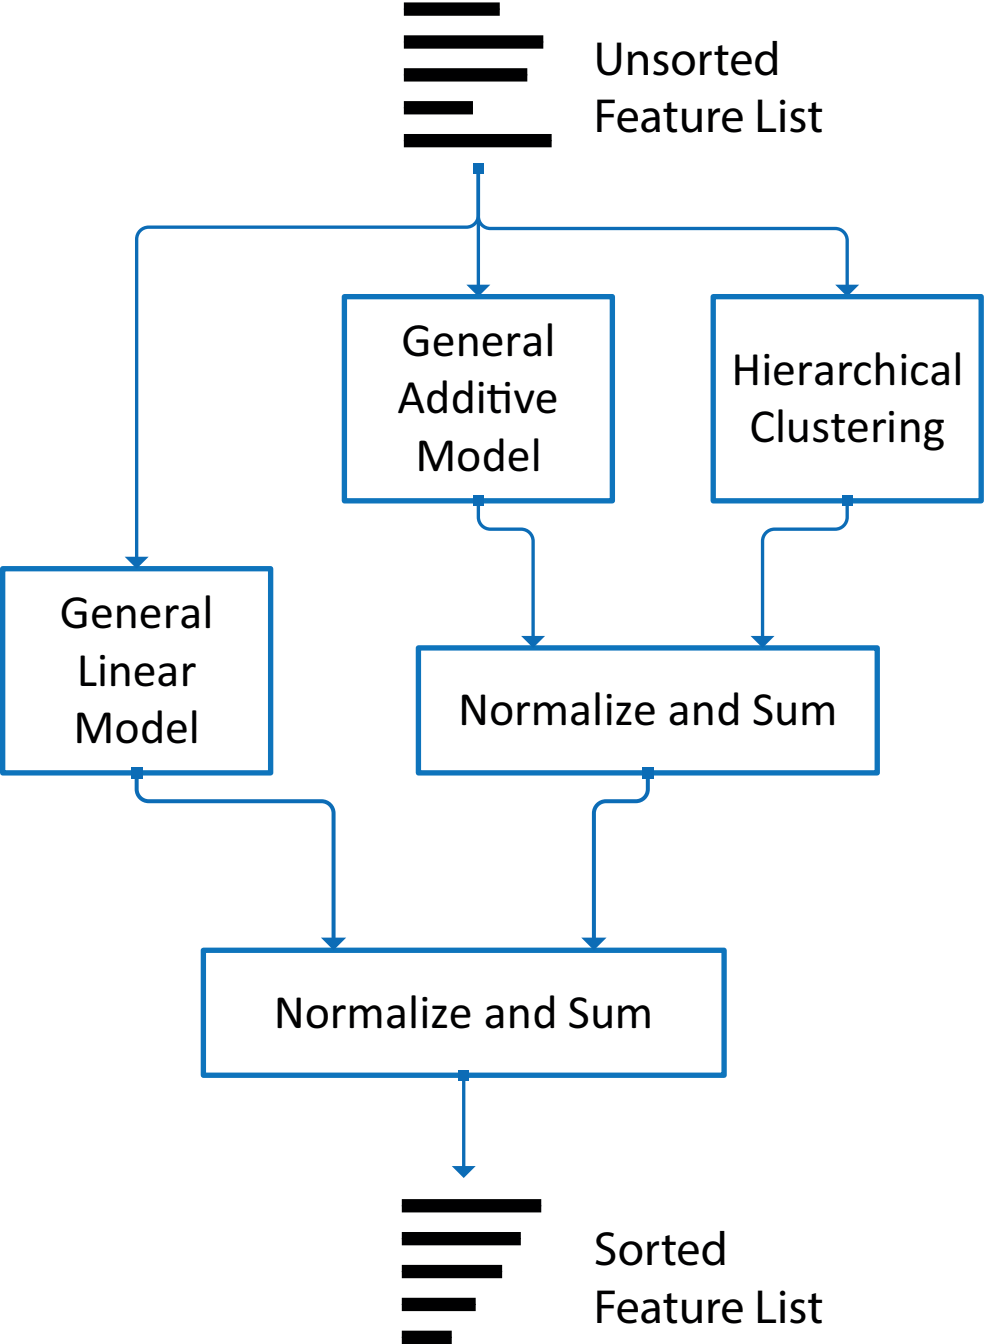 Unsorted
Feature List
General
Additive
Model
Hierarchical
Clustering
General
Linear
Model
Normalize and Sum
Normalize and Sum
Sorted
Feature List